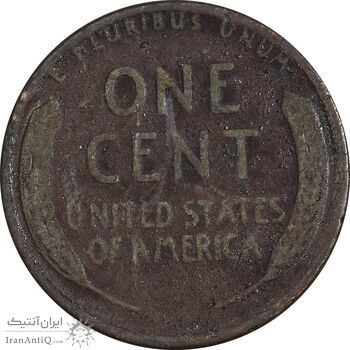 E PLURIBUS UNUM
ONE
CENT
UNITED STATES
OF AMERICA
ایران آنتیک
IranAntiQ.com